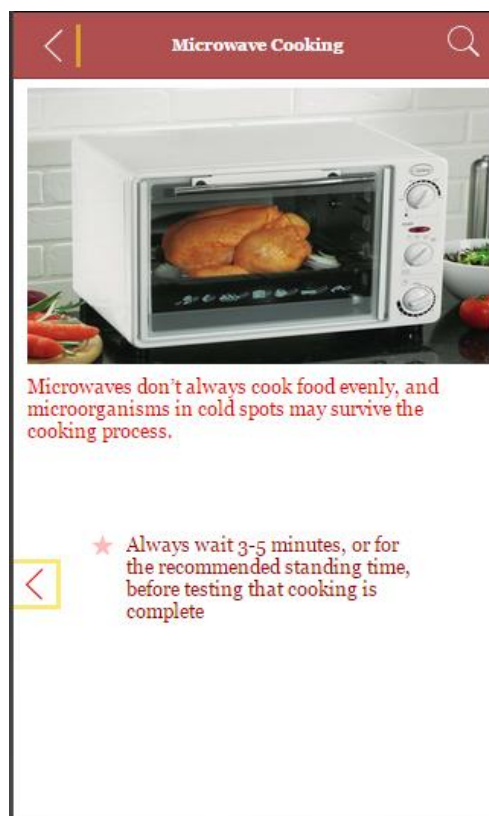 Microwave Cooking
Microwaves don't always cook food evenly, and
microorganisms in cold spots may survive the
cooking process.
Always wait 3-5 minutes, or for
the recommended standing time,
before testing that cooking is
complete